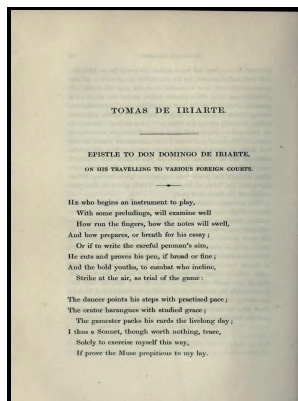 TOMAS DE IRIARTE.
EPISTLE TO DON DOMINGO DE IRIARTE,
ON HIS TRAVELLING TO VARIOUS FOREIGN COURTS.
HE who begins an instrument to play,
With some preludings, will examine well
How run the fingers, how the notes will swell,
And bow prepares, or breath for his essay;
Or if to write the careful penman's aim,
He cuts and proves his pen, if broad or fine;
And the bold youths, to combat who incline,
Strike at the air, as trial of the game:
The dancer points his steps with practised pace;
The orator harangues with studied grace;
The gamester packs his cards the livelong day;
I thus a Sonnet, though worth nothing, trace,
Solely to exercise myself this way,
If prove the Muse propitious to my lay.